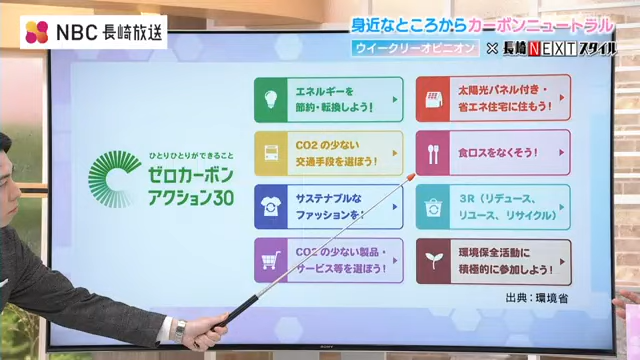 NBC 長崎放送
身近なところからカーボンニュートラル
ウイークリーオピニオン × 長崎NEXTスタイル
ひとりひとりができること
ゼロカーボン
アクション30
エネルギーを
節約・転換しよう!
太陽光パネル付き・
省エネ住宅に住もう!
CO2の少ない
交通手段を選ぼう!
食ロスをなくそう!
サステナブルな
ファッションを!
3R(リデュース、
リユース、リサイクル)
CO2の少ない製品・
サービス等を選ぼう!
環境保全活動に
積極的に参加しよう!
出典:環境省
SONY